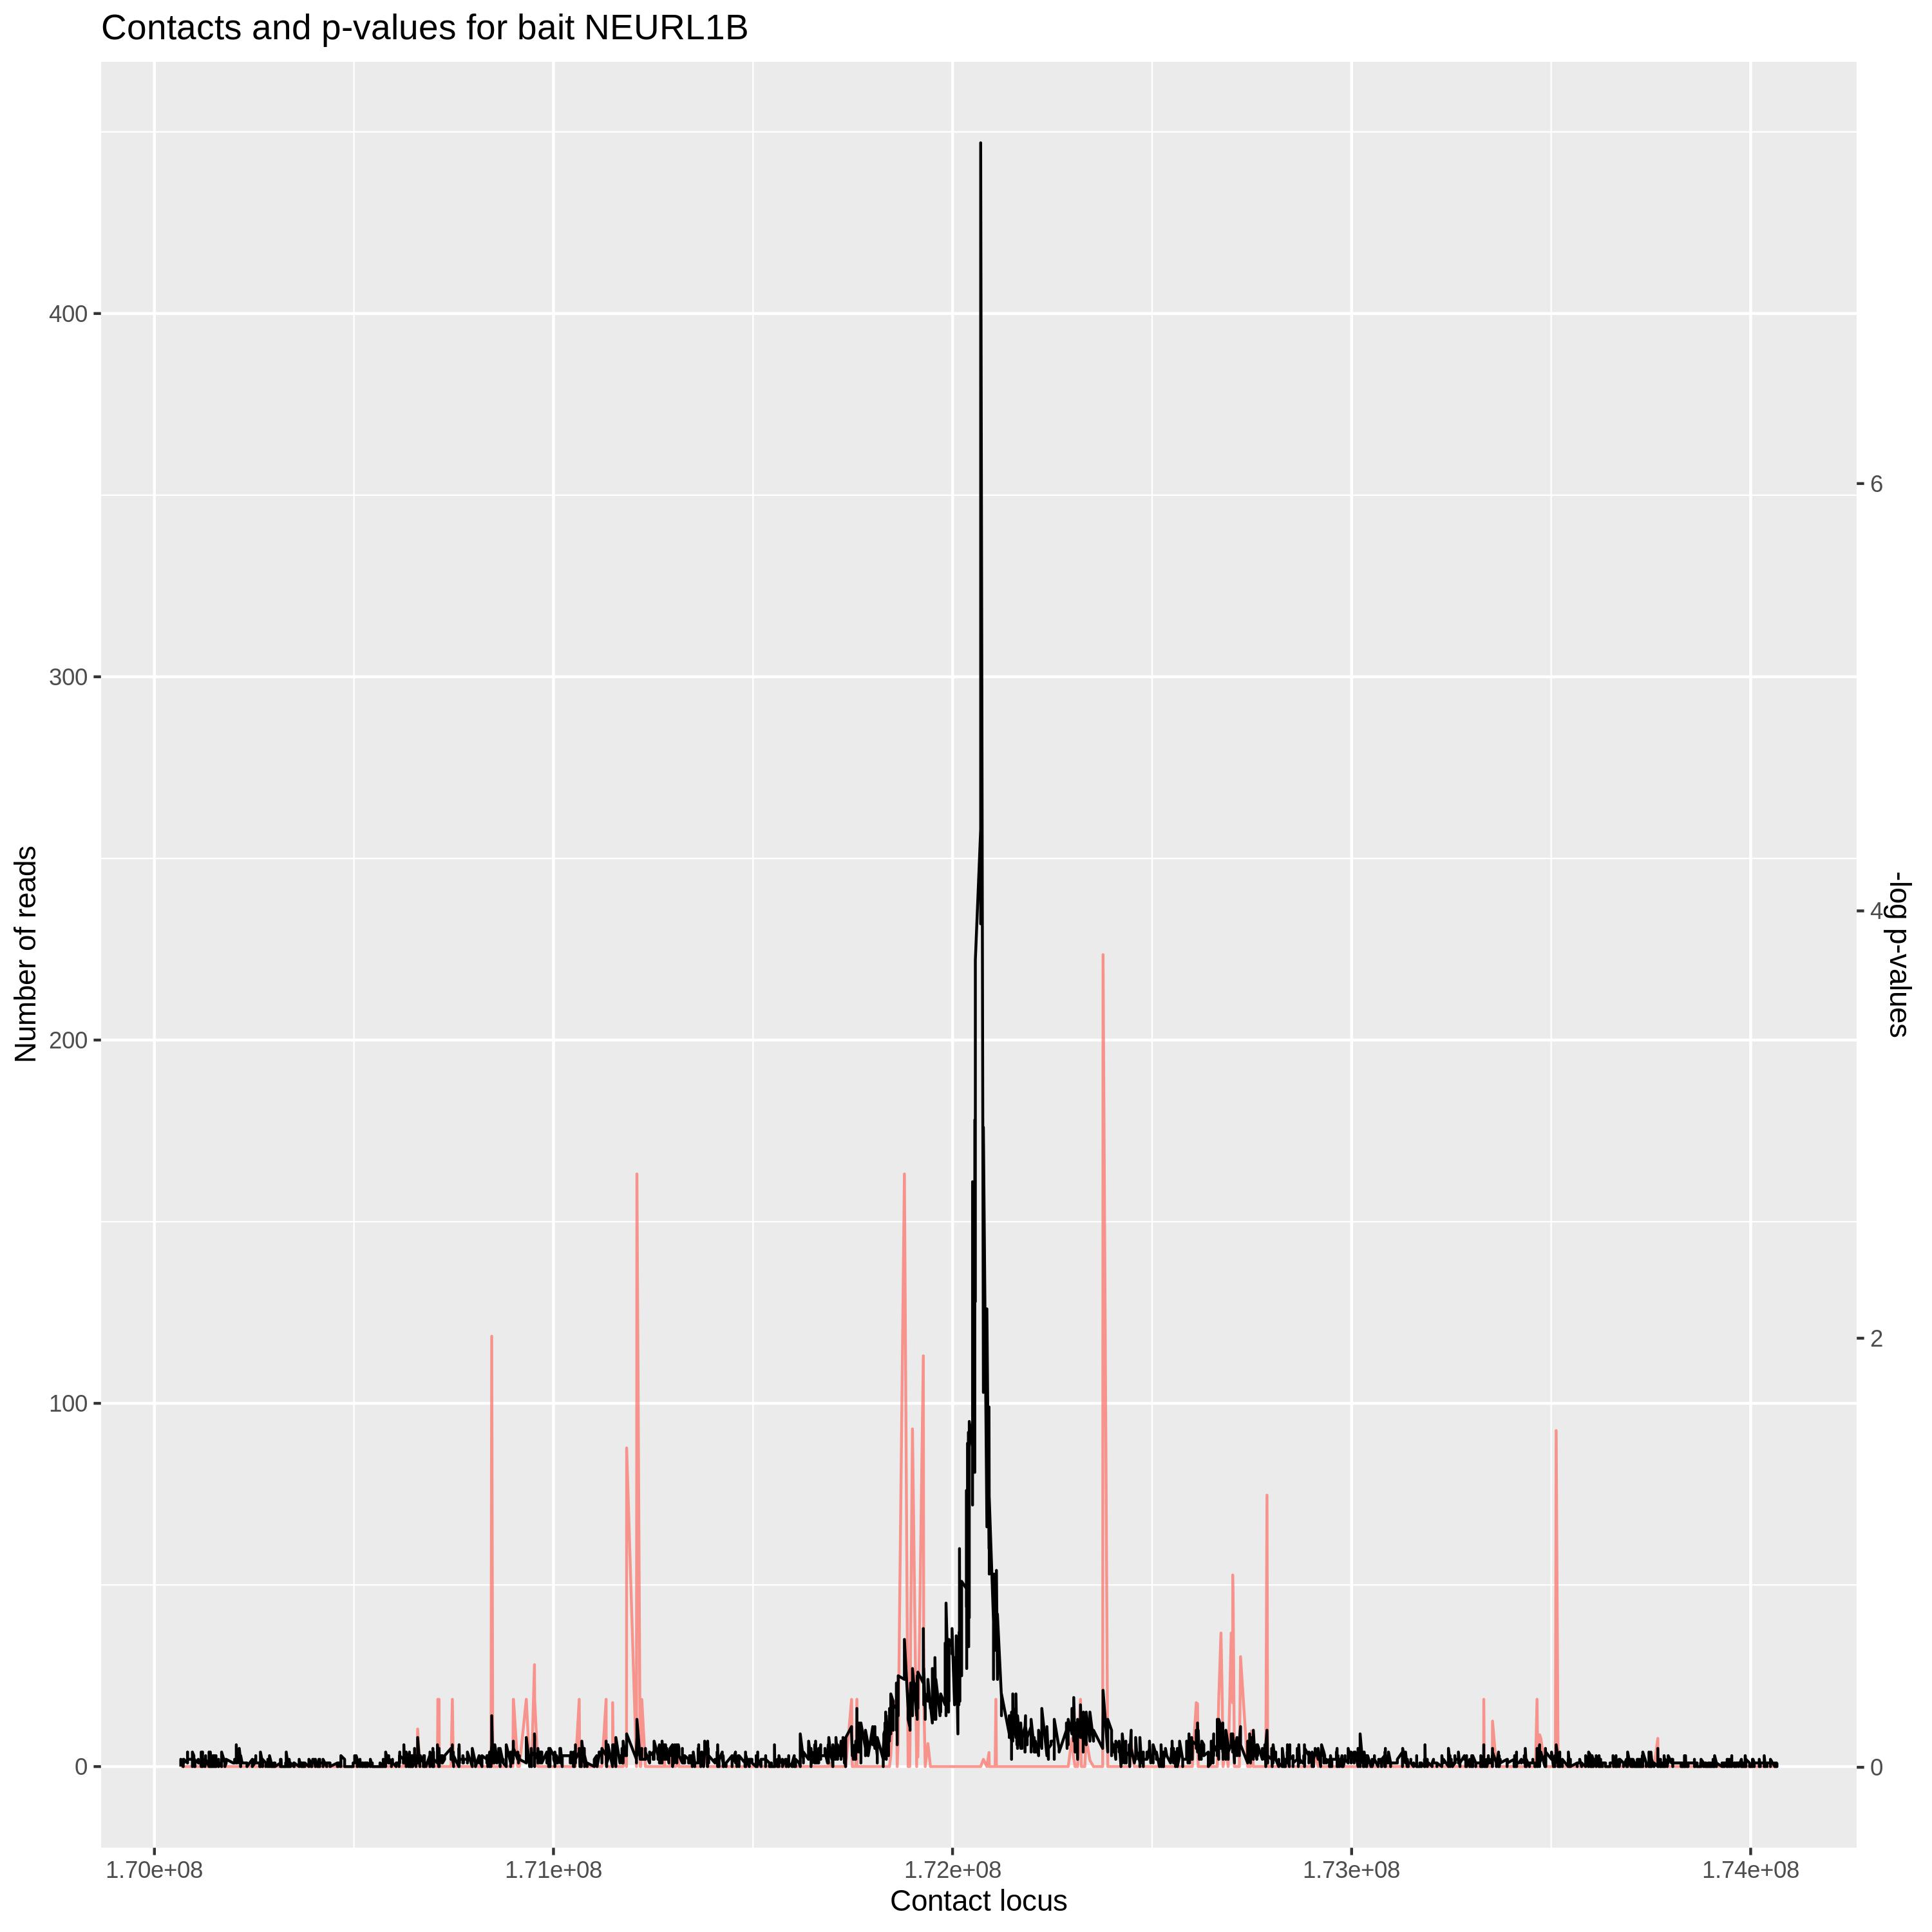 Contacts and p-values for bait NEURL1B
Number of reads
400
300
200
100
0
6
4
2
0
-log p-values
1.70e+08
1.71e+08
1.72e+08
1.73e+08
1.74e+08
Contact locus